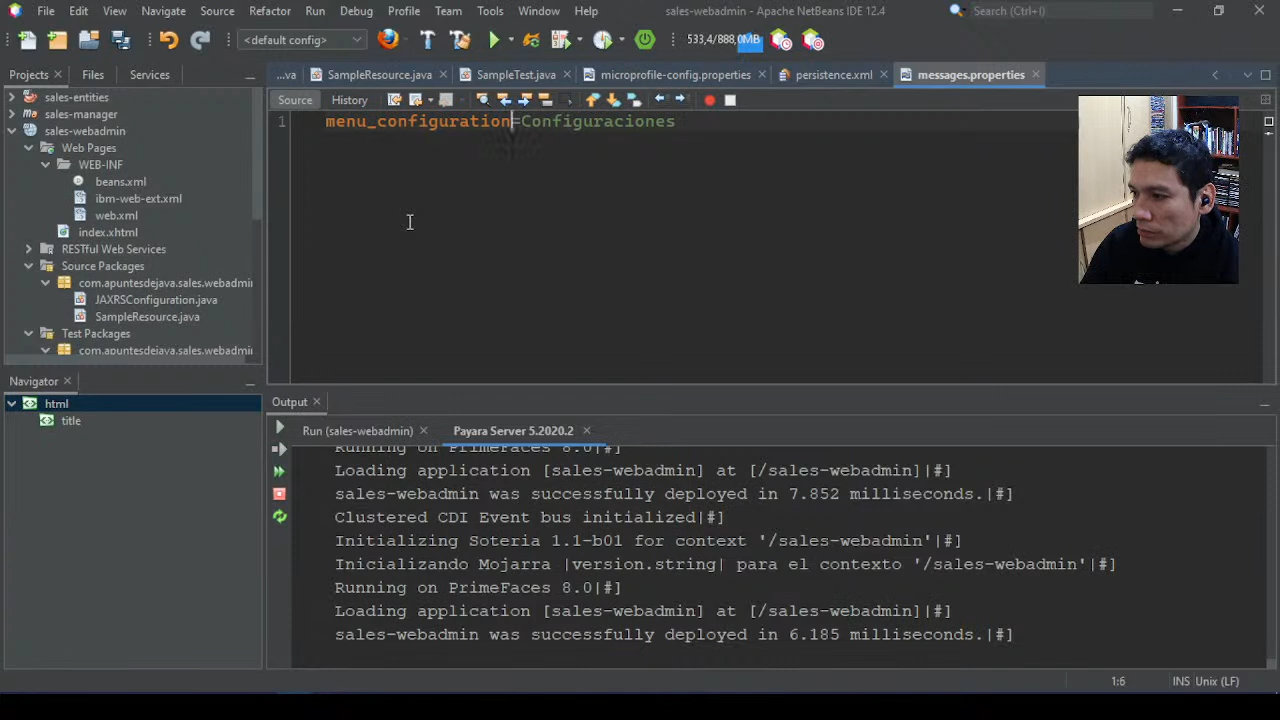 File Edit View Navigate Source Refactor Run Debug Profile Team Tools Window Help sales-webadmin - Apache NetBeans IDE 12.4 Search (Ctrl+I)
<default config> 533,4/888,0MB
Projects Files Services ...va SampleResource.java SampleTest.java microprofile-config.properties persistence.xml messages.properties
Source History
sales-entities
sales-manager
sales-webadmin
Web Pages
WEB-INF
beans.xml
ibm-web-ext.xml
web.xml
index.xhtml
RESTful Web Services
Source Packages
com.apuntesdejava.sales.webadmin
JAXRSConfiguration.java
SampleResource.java
Test Packages
com.apuntesdejava.sales.webadmin
1 menu_configuration=Configuraciones
Navigator
html
title
Output
Run (sales-webadmin) Payara Server 5.2020.2
Running on PrimeFaces 8.0|#]
Loading application [sales-webadmin] at [/sales-webadmin]|#]
sales-webadmin was successfully deployed in 7.852 milliseconds.|#]
Clustered CDI Event bus initialized|#]
Initializing Soteria 1.1-b01 for context '/sales-webadmin'|#]
Inicializando Mojarra |version.string| para el contexto '/sales-webadmin'|#]
Running on PrimeFaces 8.0|#]
Loading application [sales-webadmin] at [/sales-webadmin]|#]
sales-webadmin was successfully deployed in 6.185 milliseconds.|#]
1:6 INS Unix (LF)